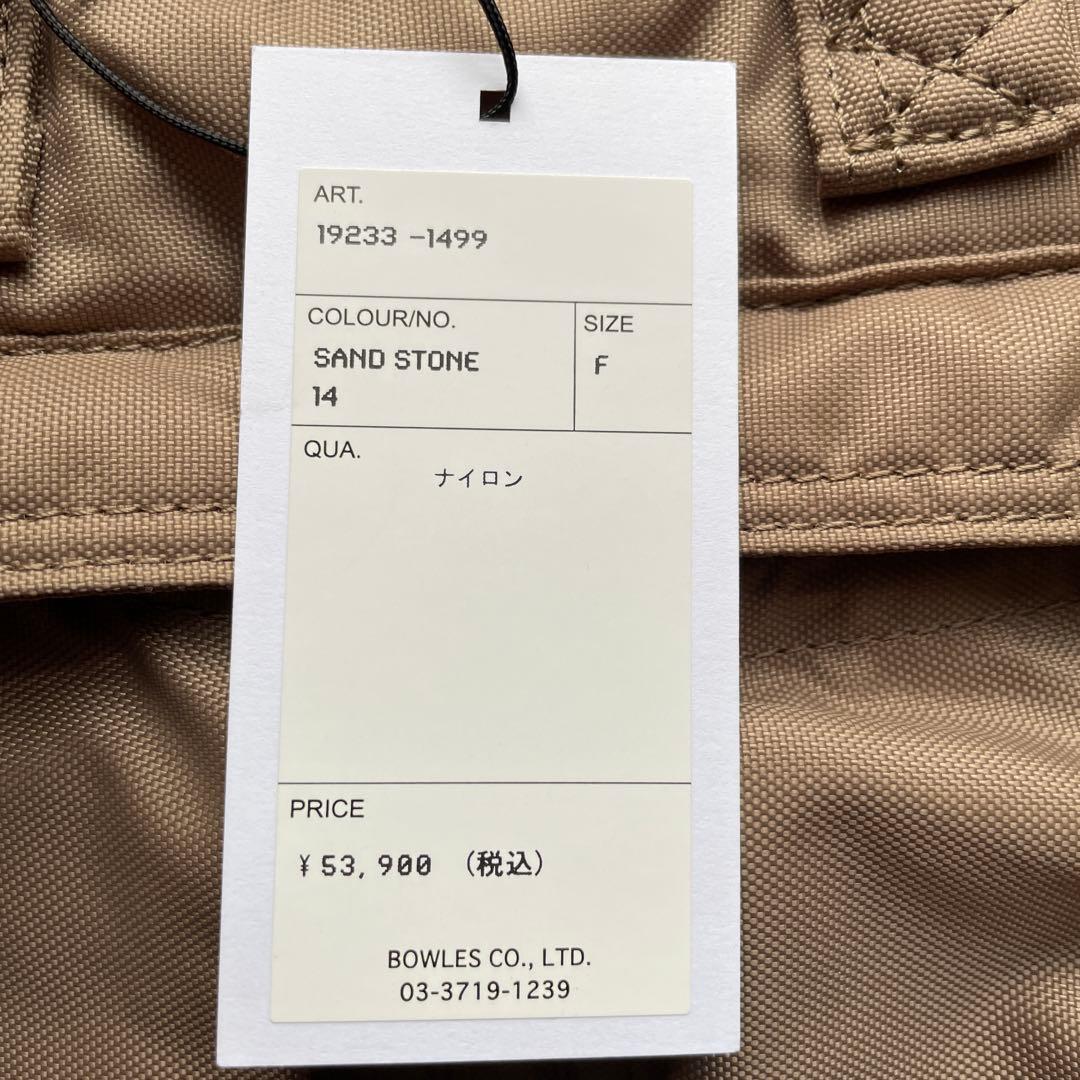 ART.
19233 -1499
COLOUR/NO.
SAND STONE
14
SIZE
F
QUA.
ナイロン
PRICE
¥ 53,900 (税込)
BOWLES CO., LTD.
03-3719-1239